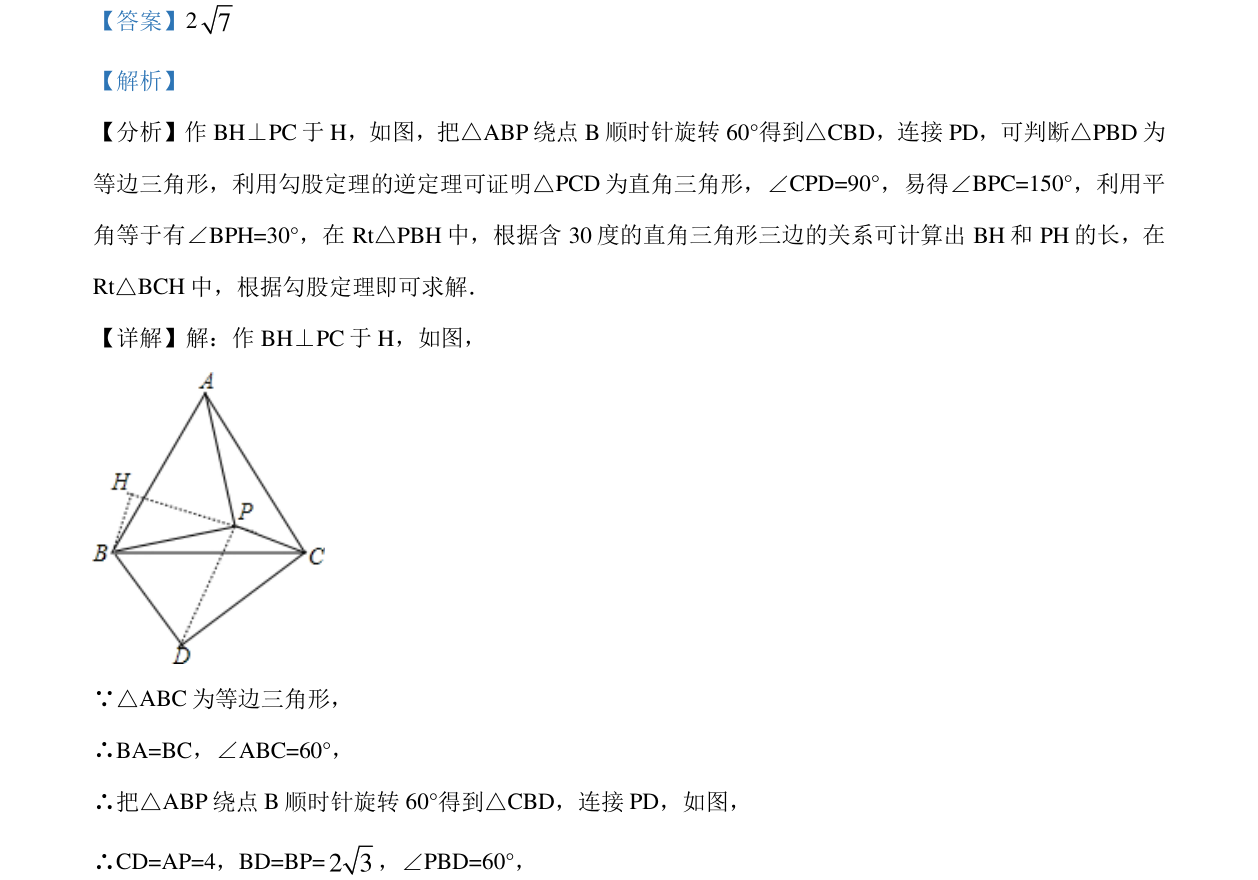 【答案】2√7
【解析】
【分析】作 BH⊥PC 于 H，如图，把△ABP 绕点 B 顺时针旋转 60°得到△CBD，连接 PD，可判断△PBD 为
等边三角形，利用勾股定理的逆定理可证明△PCD 为直角三角形，∠CPD=90°，易得∠BPC=150°，利用平
角等于有∠BPH=30°，在 Rt△PBH 中，根据含 30 度的直角三角形三边的关系可计算出 BH 和 PH 的长，在
Rt△BCH 中，根据勾股定理即可求解．
【详解】解：作 BH⊥PC 于 H，如图，
A
H
P
B
C
D
∵△ABC 为等边三角形，
∴BA=BC，∠ABC=60°，
∴把△ABP 绕点 B 顺时针旋转 60°得到△CBD，连接 PD，如图，
∴CD=AP=4，BD=BP=2√3，∠PBD=60°，